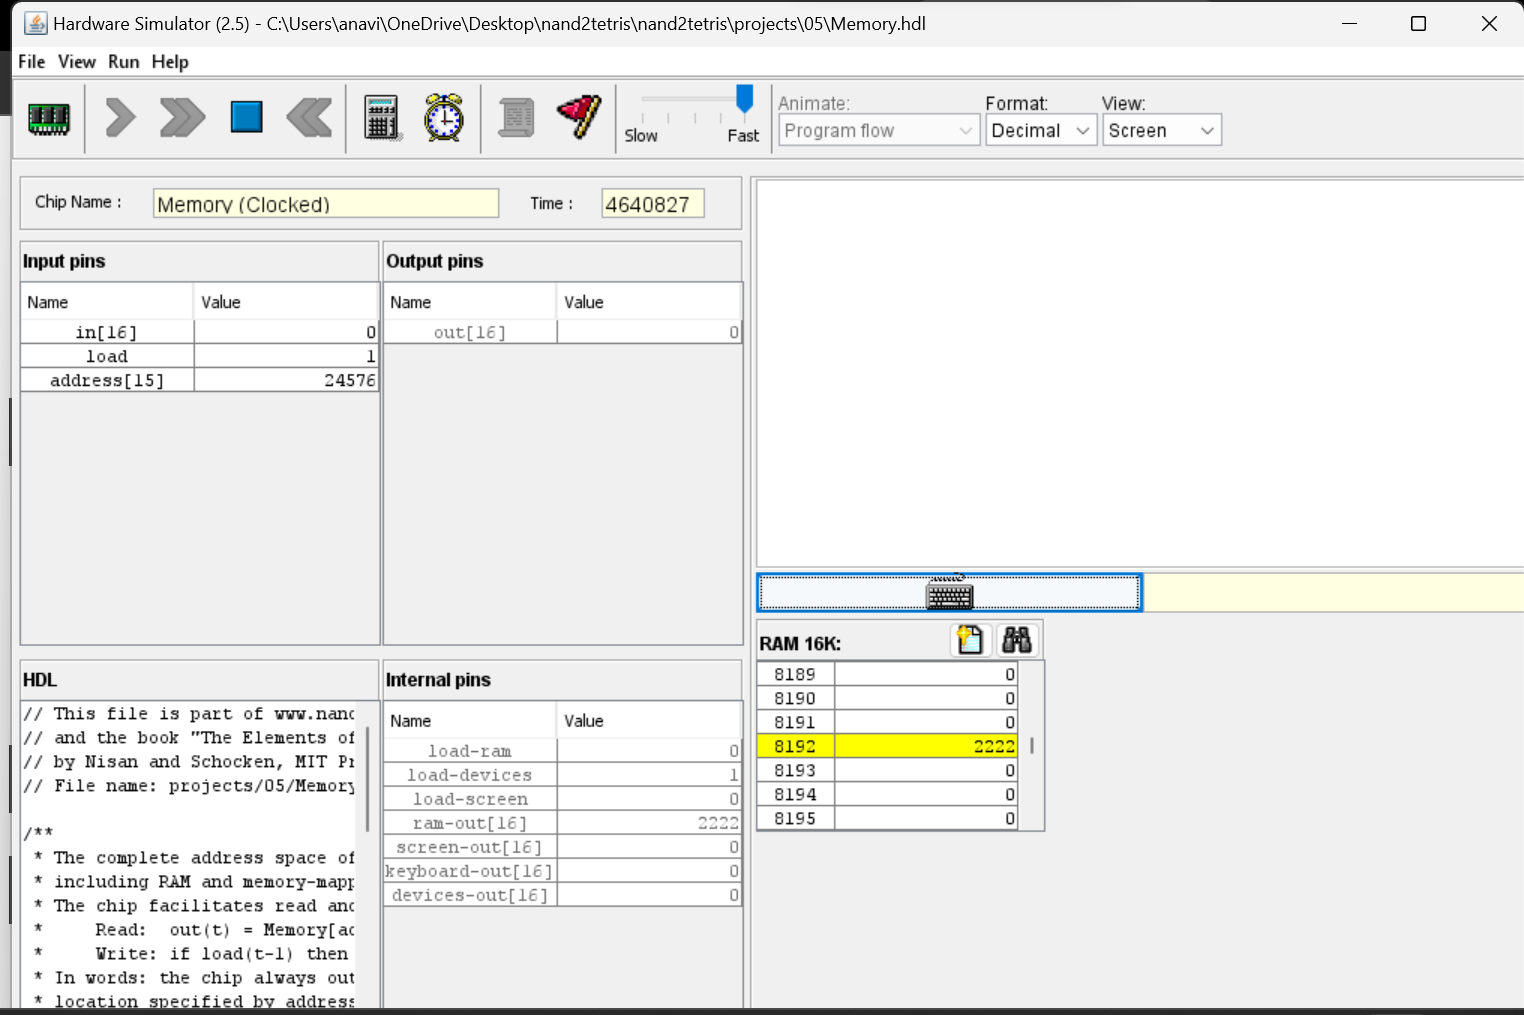 Hardware Simulator (2.5) - C:\Users\anavi\OneDrive\Desktop\nand2tetris\nand2tetris\projects\05\Memory.hdl
File View Run Help
Slow Fast
Animate: Format: View:
Program flow Decimal Screen
Chip Name : Memory (Clocked) Time : 4640827
Input pins
Name Value
in[16] 0
load 1
address[15] 24576
Output pins
Name Value
out[16] 0
HDL
// This file is part of www.nand
// and the book "The Elements of
// by Nisan and Schocken, MIT Pr
// File name: projects/05/Memory
/**
* The complete address space of
* including RAM and memory-mapp
* The chip facilitates read and
* Read: out(t) = Memory[ad
* Write: if load(t-1) then
* In words: the chip always out
* location specified by address
Internal pins
Name Value
load-ram 0
load-devices 1
load-screen 0
ram-out[16] 2222
screen-out[16] 0
keyboard-out[16] 0
devices-out[16] 0
RAM 16K:
8189 0
8190 0
8191 0
8192 2222
8193 0
8194 0
8195 0